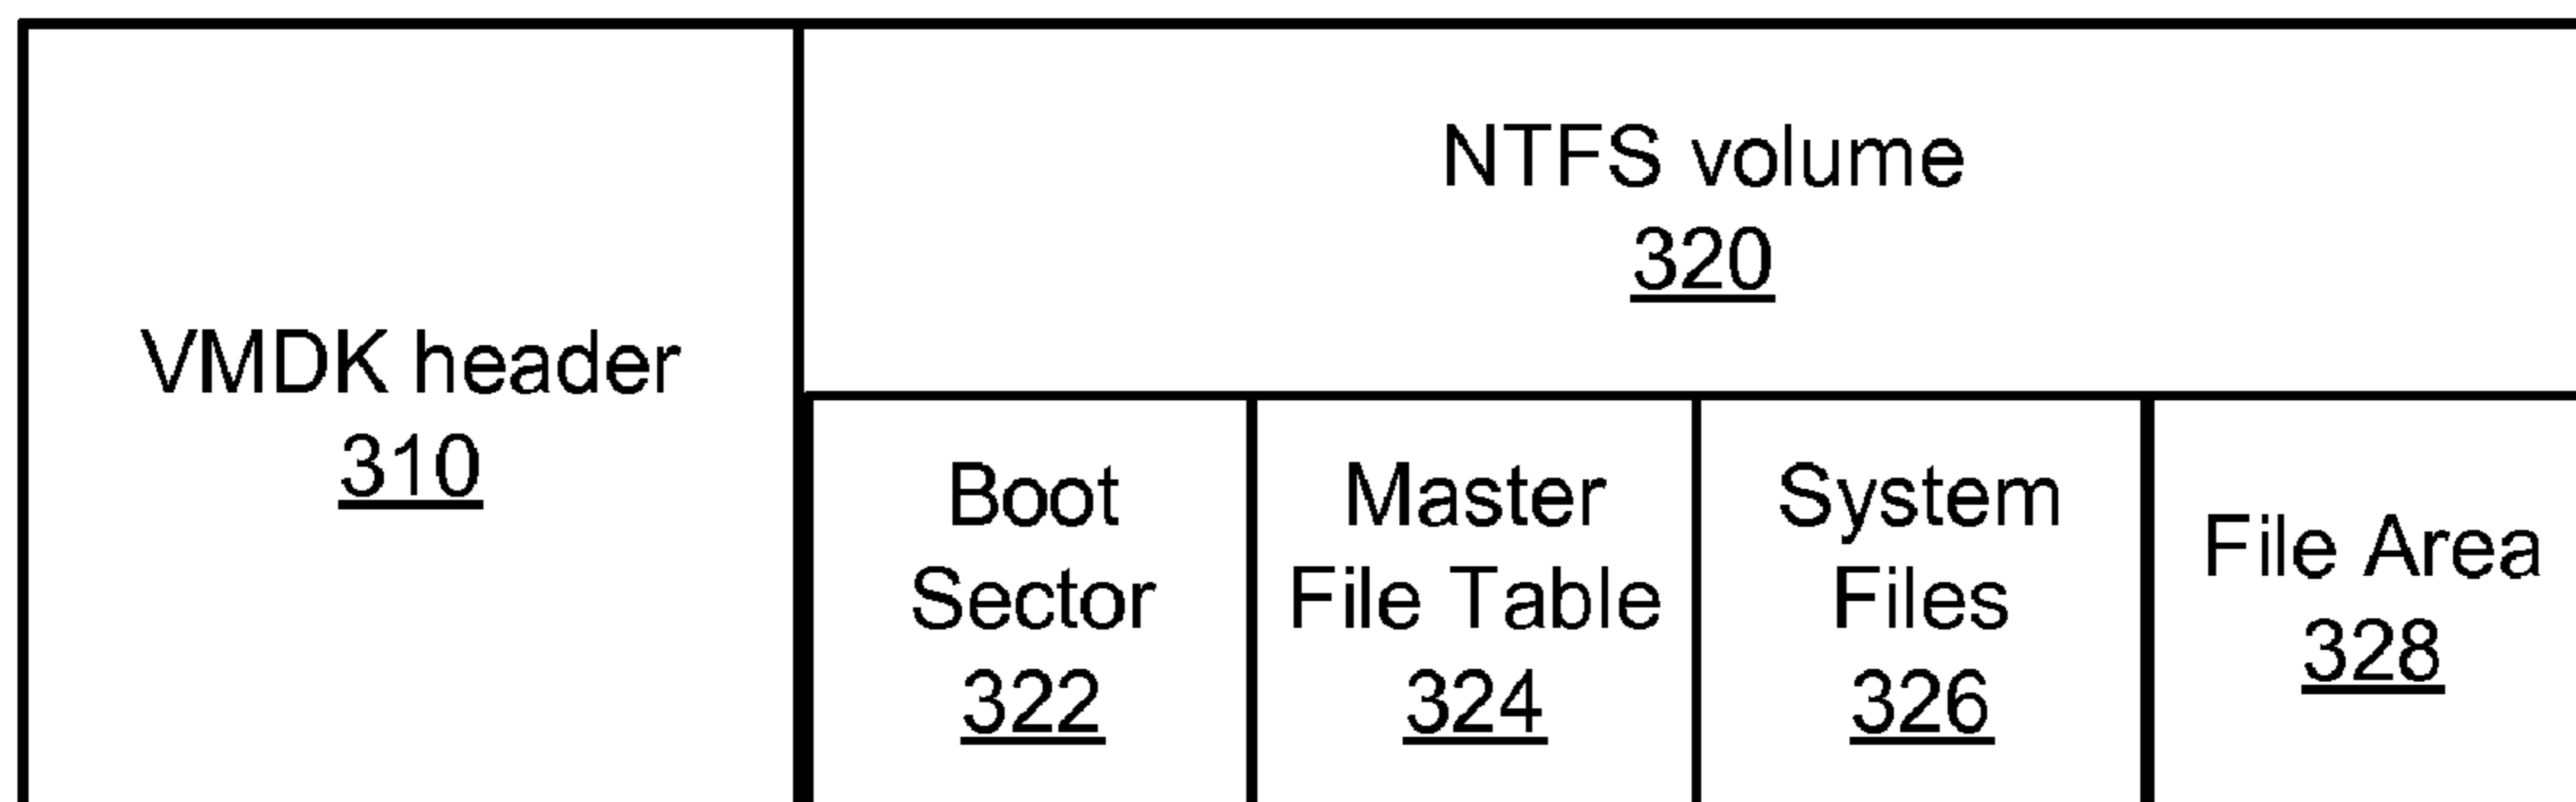 VMDK header
310
NTFS volume
320
Boot
Sector
322
Master
File Table
324
System
Files
326
File Area
328